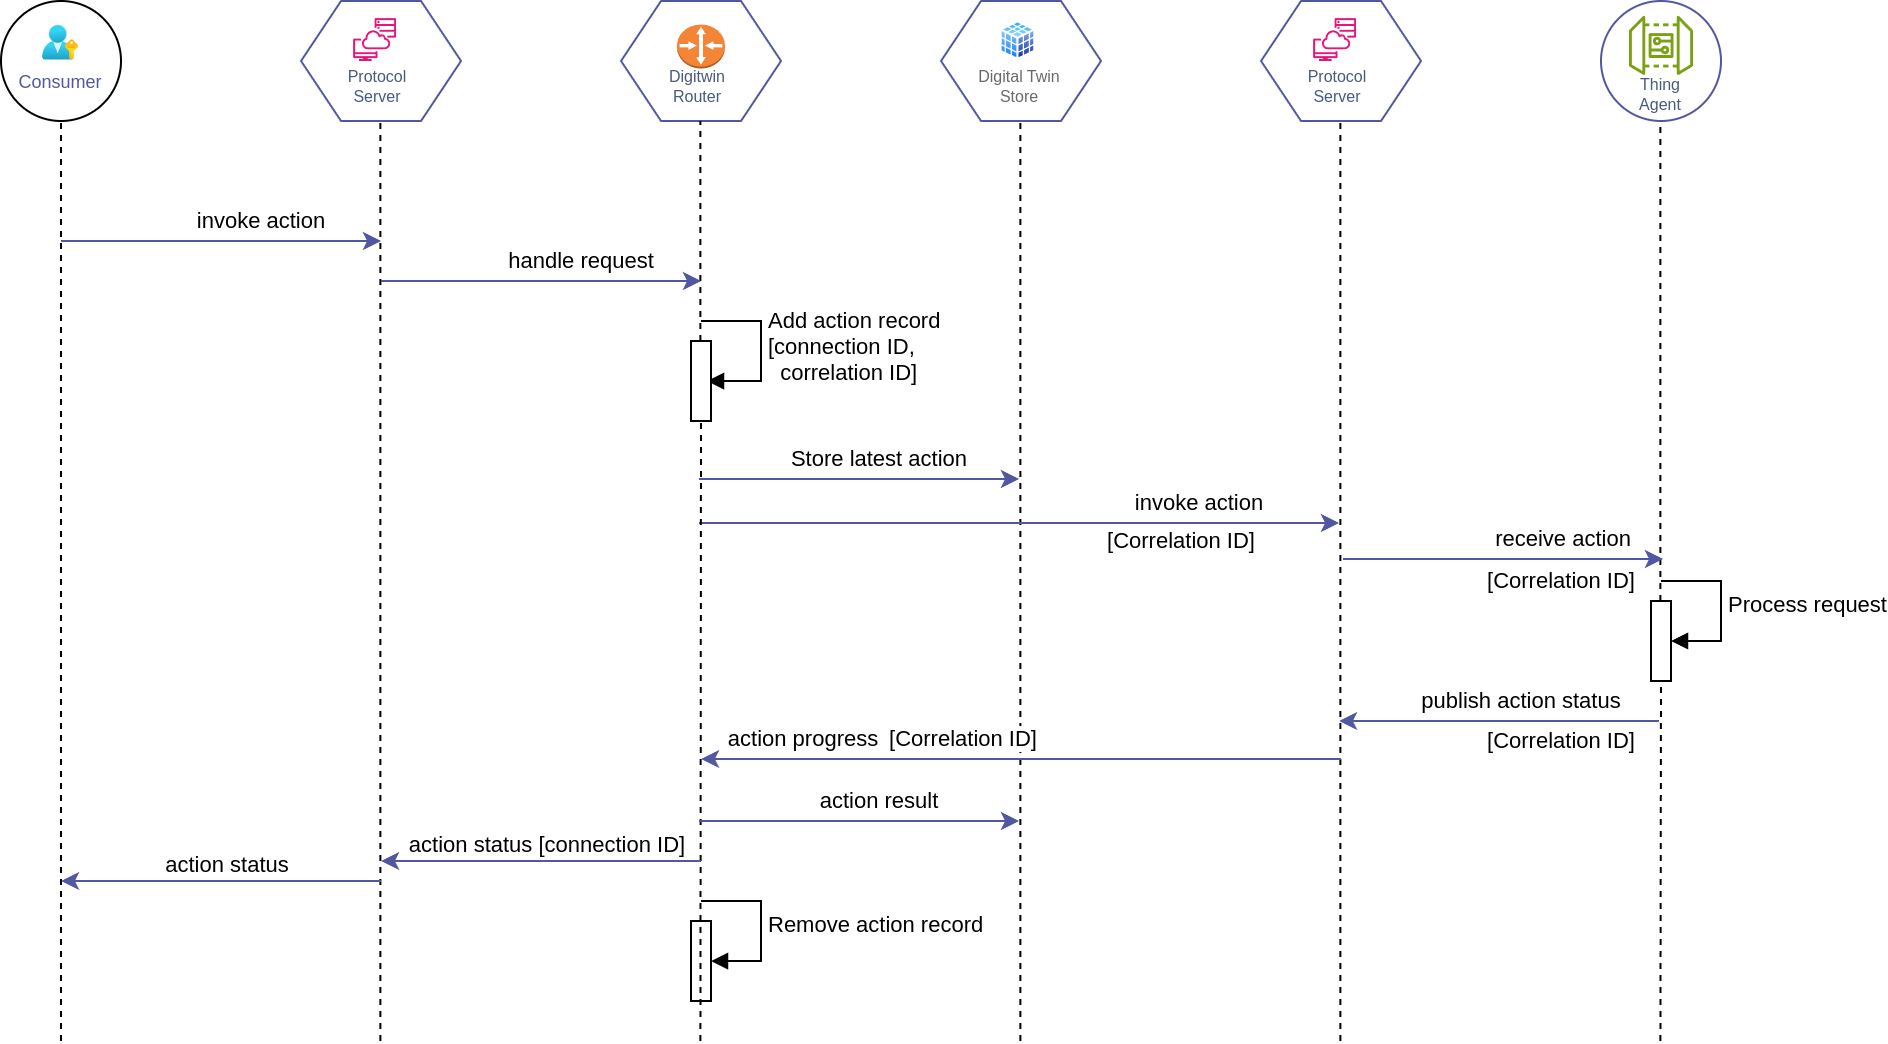 Consumer
Protocol
Server
Digitwin
Router
Digital Twin
Store
Protocol
Server
Thing
Agent
invoke action
handle request
Add action record
[connection ID,
correlation ID]
Store latest action
invoke action
[Correlation ID]
receive action
[Correlation ID]
Process request
publish action status
[Correlation ID]
action progress [Correlation ID]
action result
action status [connection ID]
action status
Remove action record